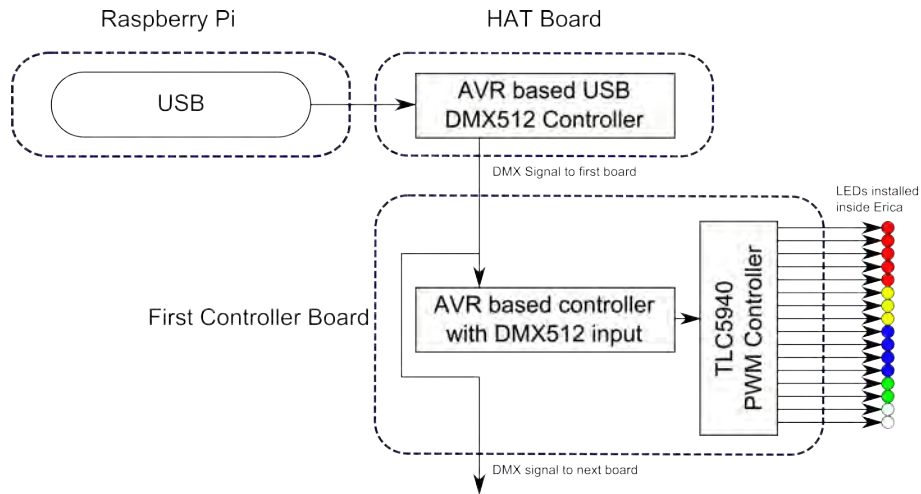 Raspberry Pi
HAT Board
USB
AVR based USB
DMX512 Controller
DMX Signal to first board
LEDs installed
inside Erica
First Controller Board
AVR based controller
with DMX512 input
TLC5940
PWM Controller
DMX signal to next board